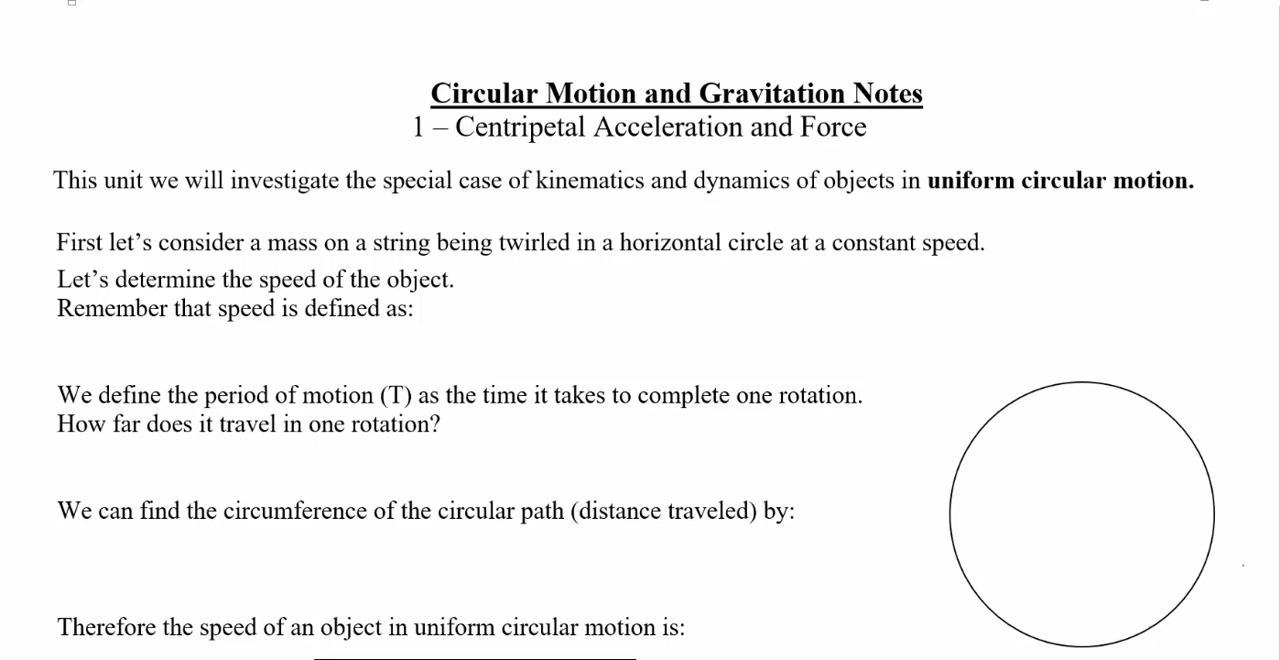 Circular Motion and Gravitation Notes
1 – Centripetal Acceleration and Force
This unit we will investigate the special case of kinematics and dynamics of objects in uniform circular motion.
First let’s consider a mass on a string being twirled in a horizontal circle at a constant speed.
Let’s determine the speed of the object.
Remember that speed is defined as:
We define the period of motion (T) as the time it takes to complete one rotation.
How far does it travel in one rotation?
We can find the circumference of the circular path (distance traveled) by:
Therefore the speed of an object in uniform circular motion is: